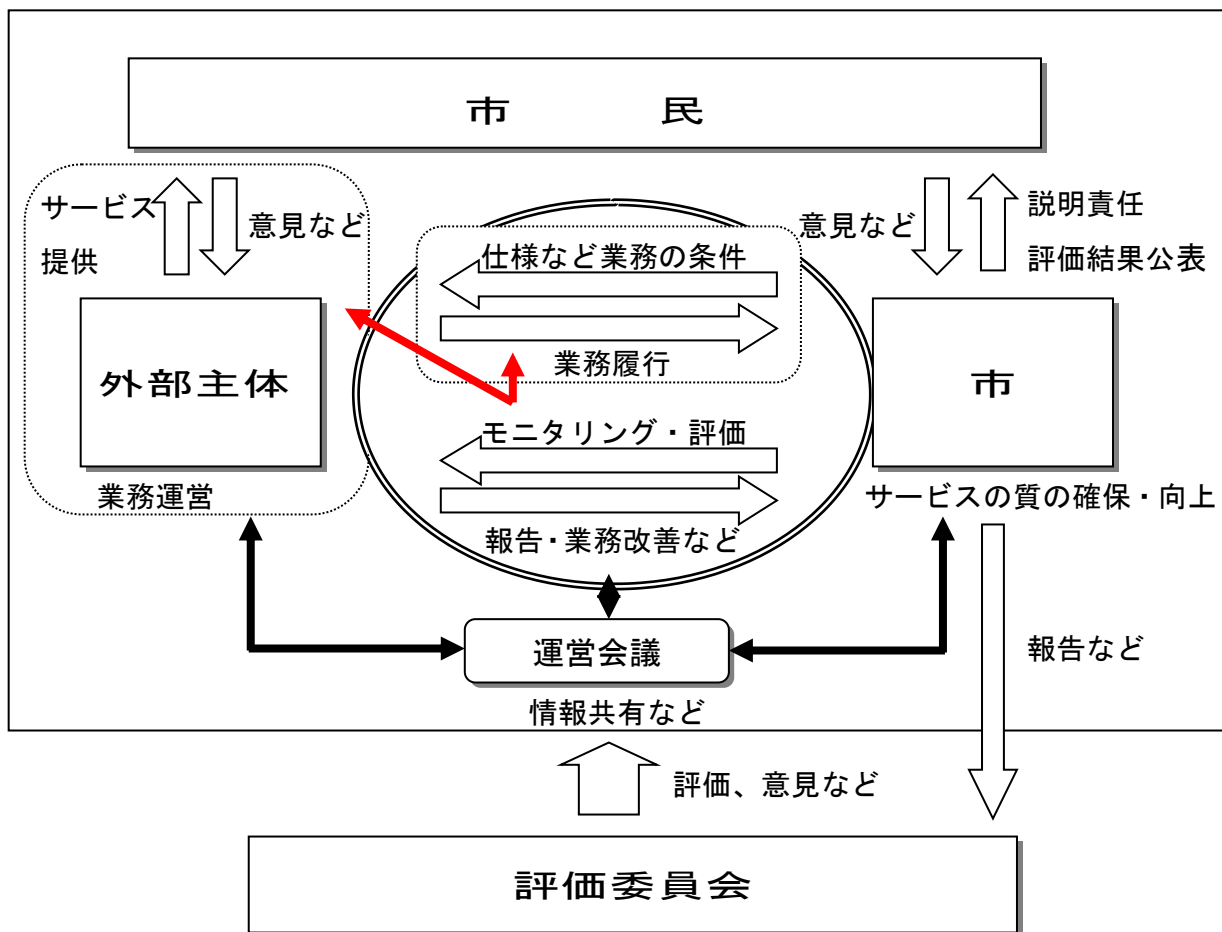 市　　　民
サービス
提供
意見など
意見など
説明責任
評価結果公表
仕様など業務の条件
業務履行
外部主体
市
モニタリング・評価
報告・業務改善など
業務運営
サービスの質の確保・向上
運営会議
情報共有など
報告など
評価、意見など
評価委員会